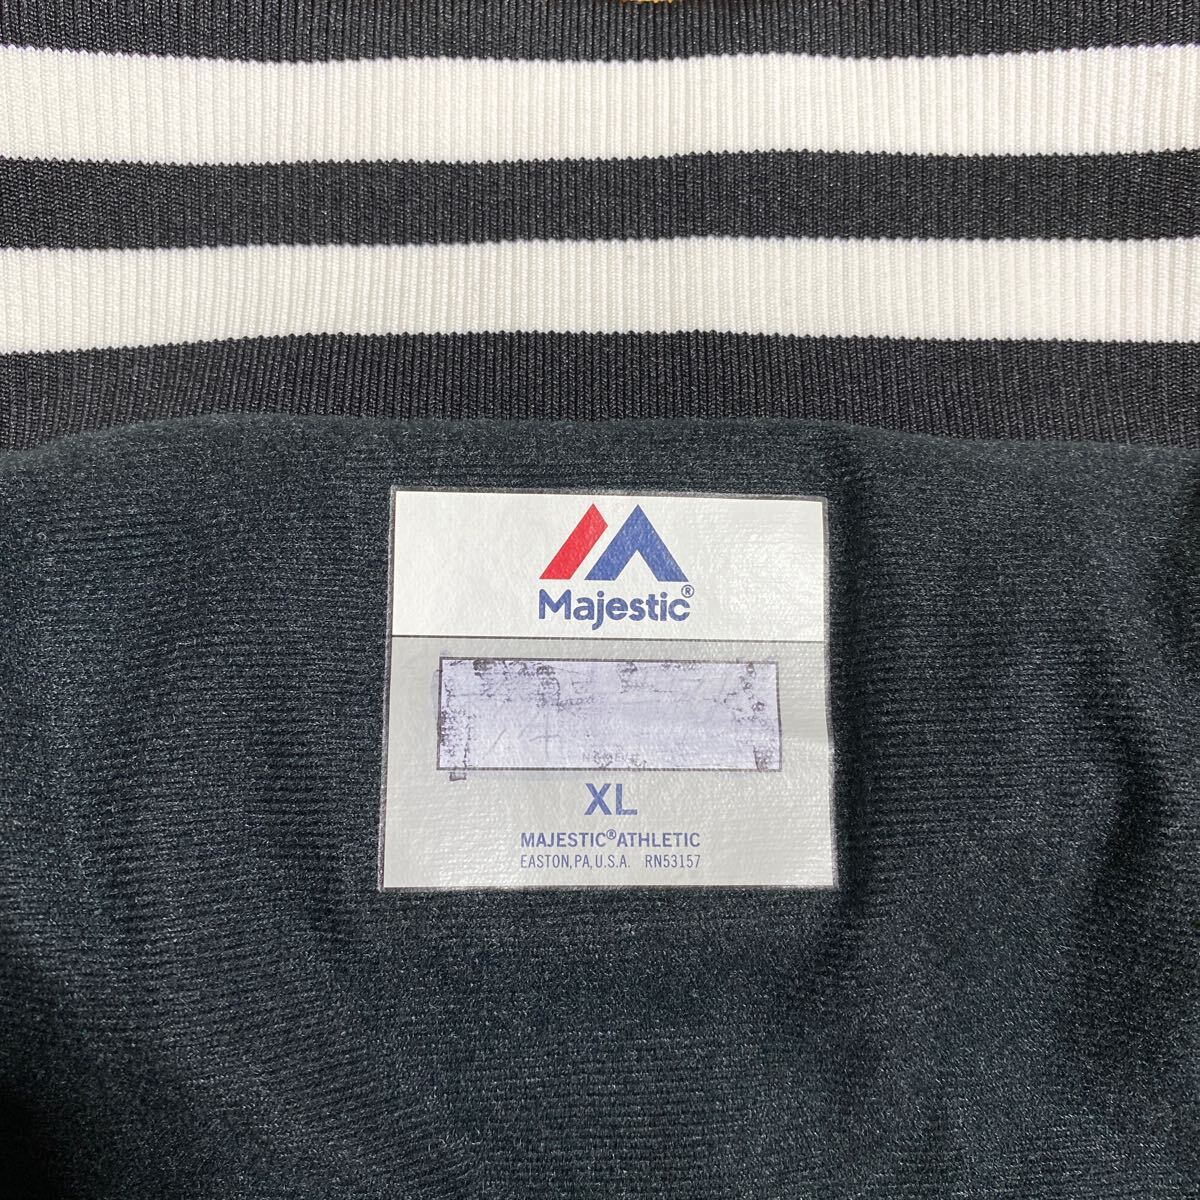 Majestic®
XL
MAJESTIC®ATHLETIC
EASTON, PA, U.S.A. RN53157